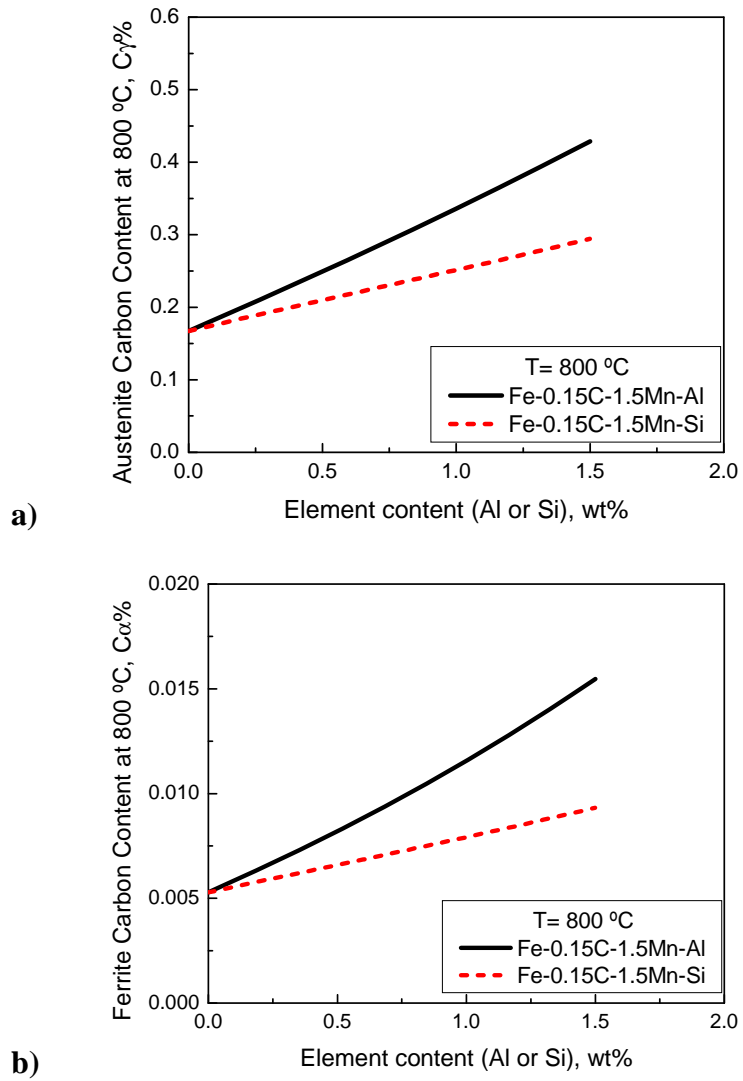 0.6
0.5
0.4
0.3
0.2
0.1
0.0
Austenite Carbon Content at 800 ºC, Cγ%
T= 800 ºC
Fe-0.15C-1.5Mn-Al
Fe-0.15C-1.5Mn-Si
0.0 0.5 1.0 1.5 2.0
Element content (Al or Si), wt%
a)
0.020
0.015
0.010
0.005
0.000
Ferrite Carbon Content at 800 ºC, Cα%
T= 800 ºC
Fe-0.15C-1.5Mn-Al
Fe-0.15C-1.5Mn-Si
0.0 0.5 1.0 1.5 2.0
Element content (Al or Si), wt%
b)